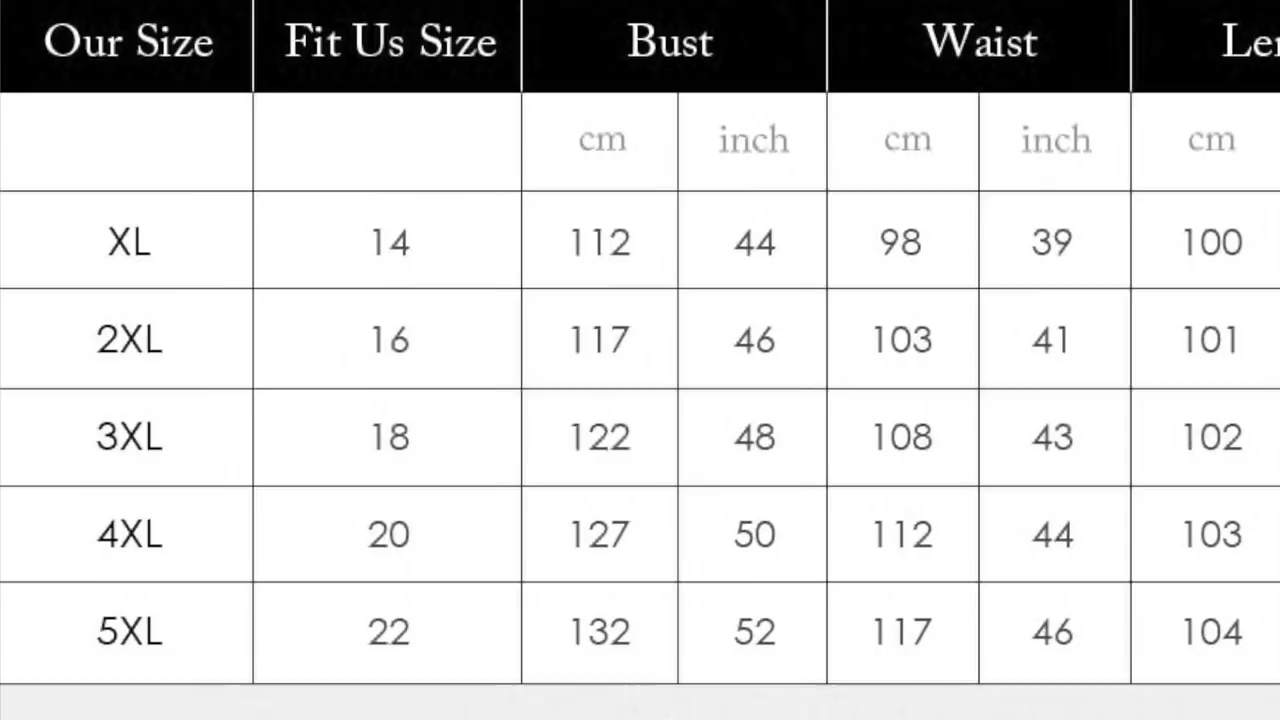 Our Size Fit Us Size Bust Waist
cm inch cm inch cm
XL 14 112 44 98 39 100
2XL 16 117 46 103 41 101
3XL 18 122 48 108 43 102
4XL 20 127 50 112 44 103
5XL 22 132 52 117 46 104